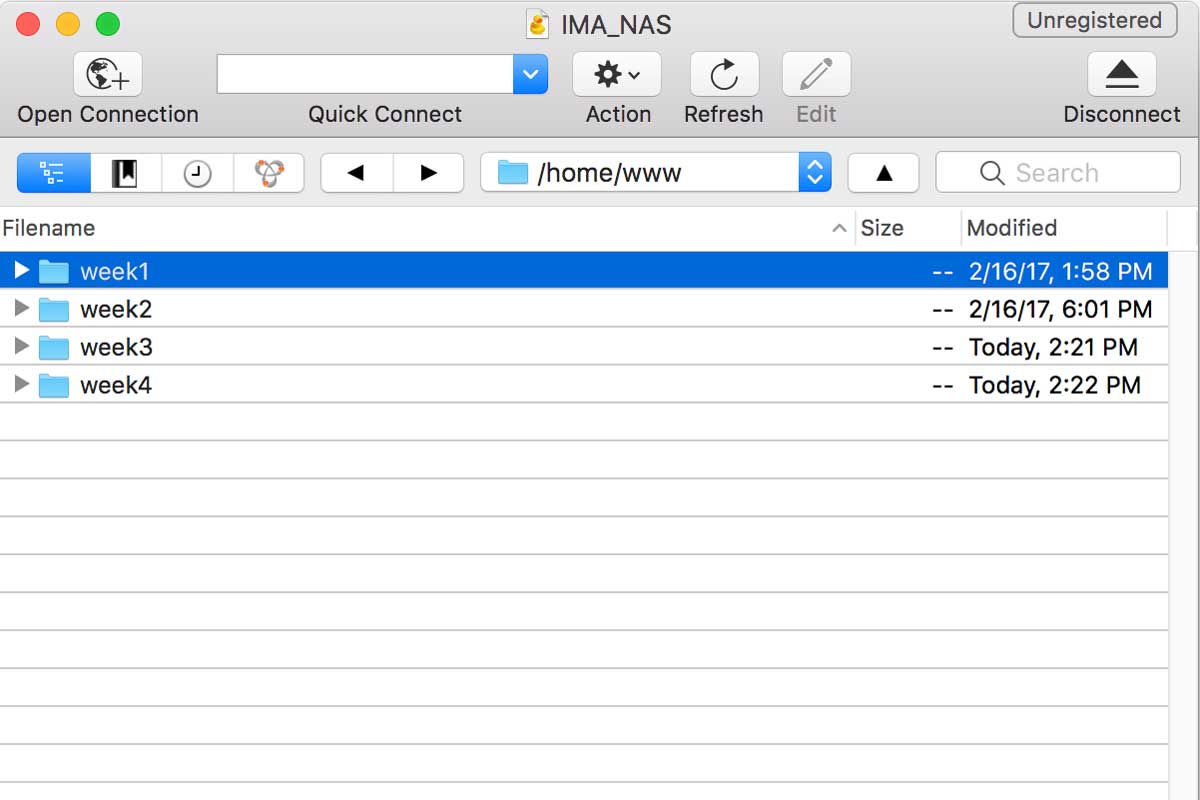 IMA_NAS
Unregistered
Open Connection
Quick Connect
Action
Refresh
Edit
Disconnect
/home/www
Search
Filename Size Modified
week1 -- 2/16/17, 1:58 PM
week2 -- 2/16/17, 6:01 PM
week3 -- Today, 2:21 PM
week4 -- Today, 2:22 PM